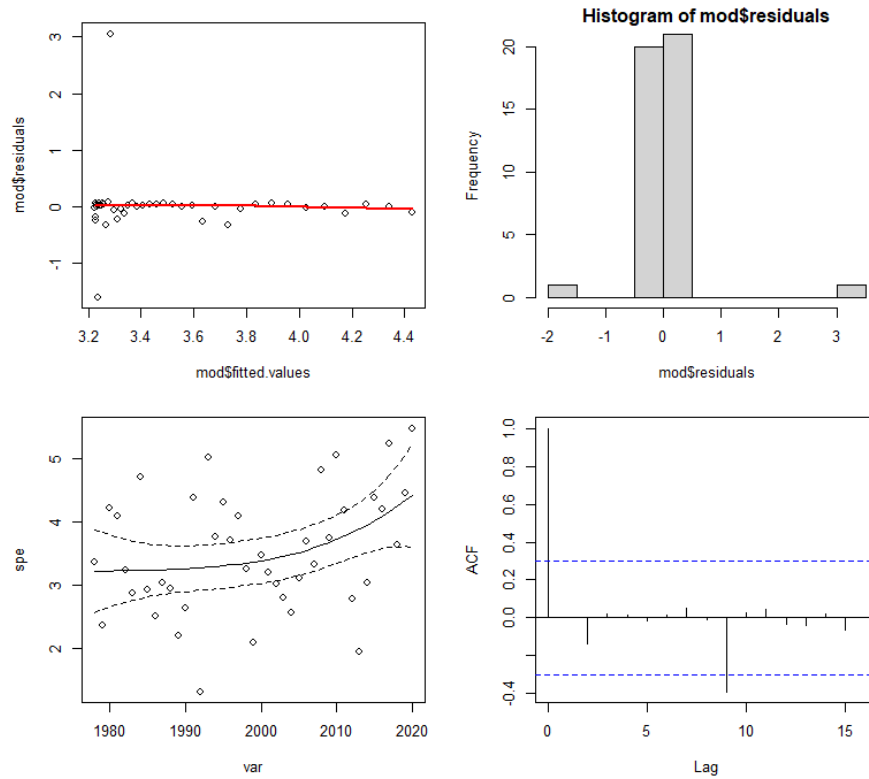 mod$residuals
3
2
1
0
-1
3.2 3.4 3.6 3.8 4.0 4.2 4.4
mod$fitted.values
Histogram of mod$residuals
Frequency
20
15
10
5
0
-2 -1 0 1 2 3
mod$residuals
spe
5
4
3
2
1980 1990 2000 2010 2020
var
ACF
1.0
0.8
0.6
0.4
0.2
0.0
-0.4
0 5 10 15
Lag